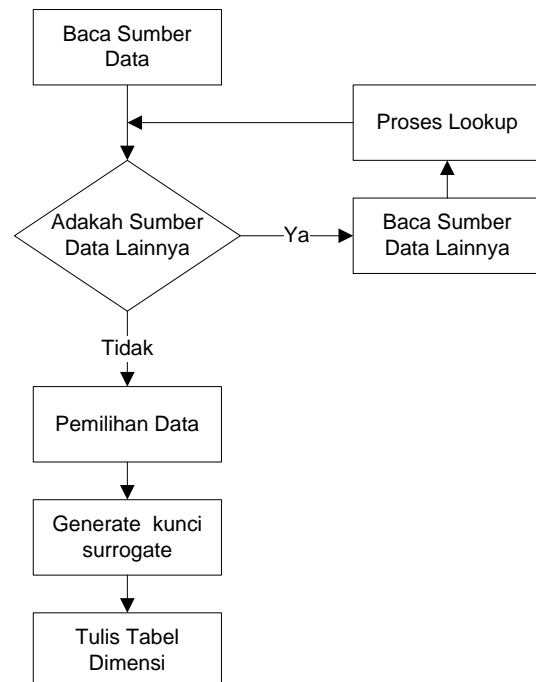 Baca Sumber
Data
Proses Lookup
Adakah Sumber
Data Lainnya
Ya
Baca Sumber
Data Lainnya
Tidak
Pemilihan Data
Generate kunci
surrogate
Tulis Tabel
Dimensi